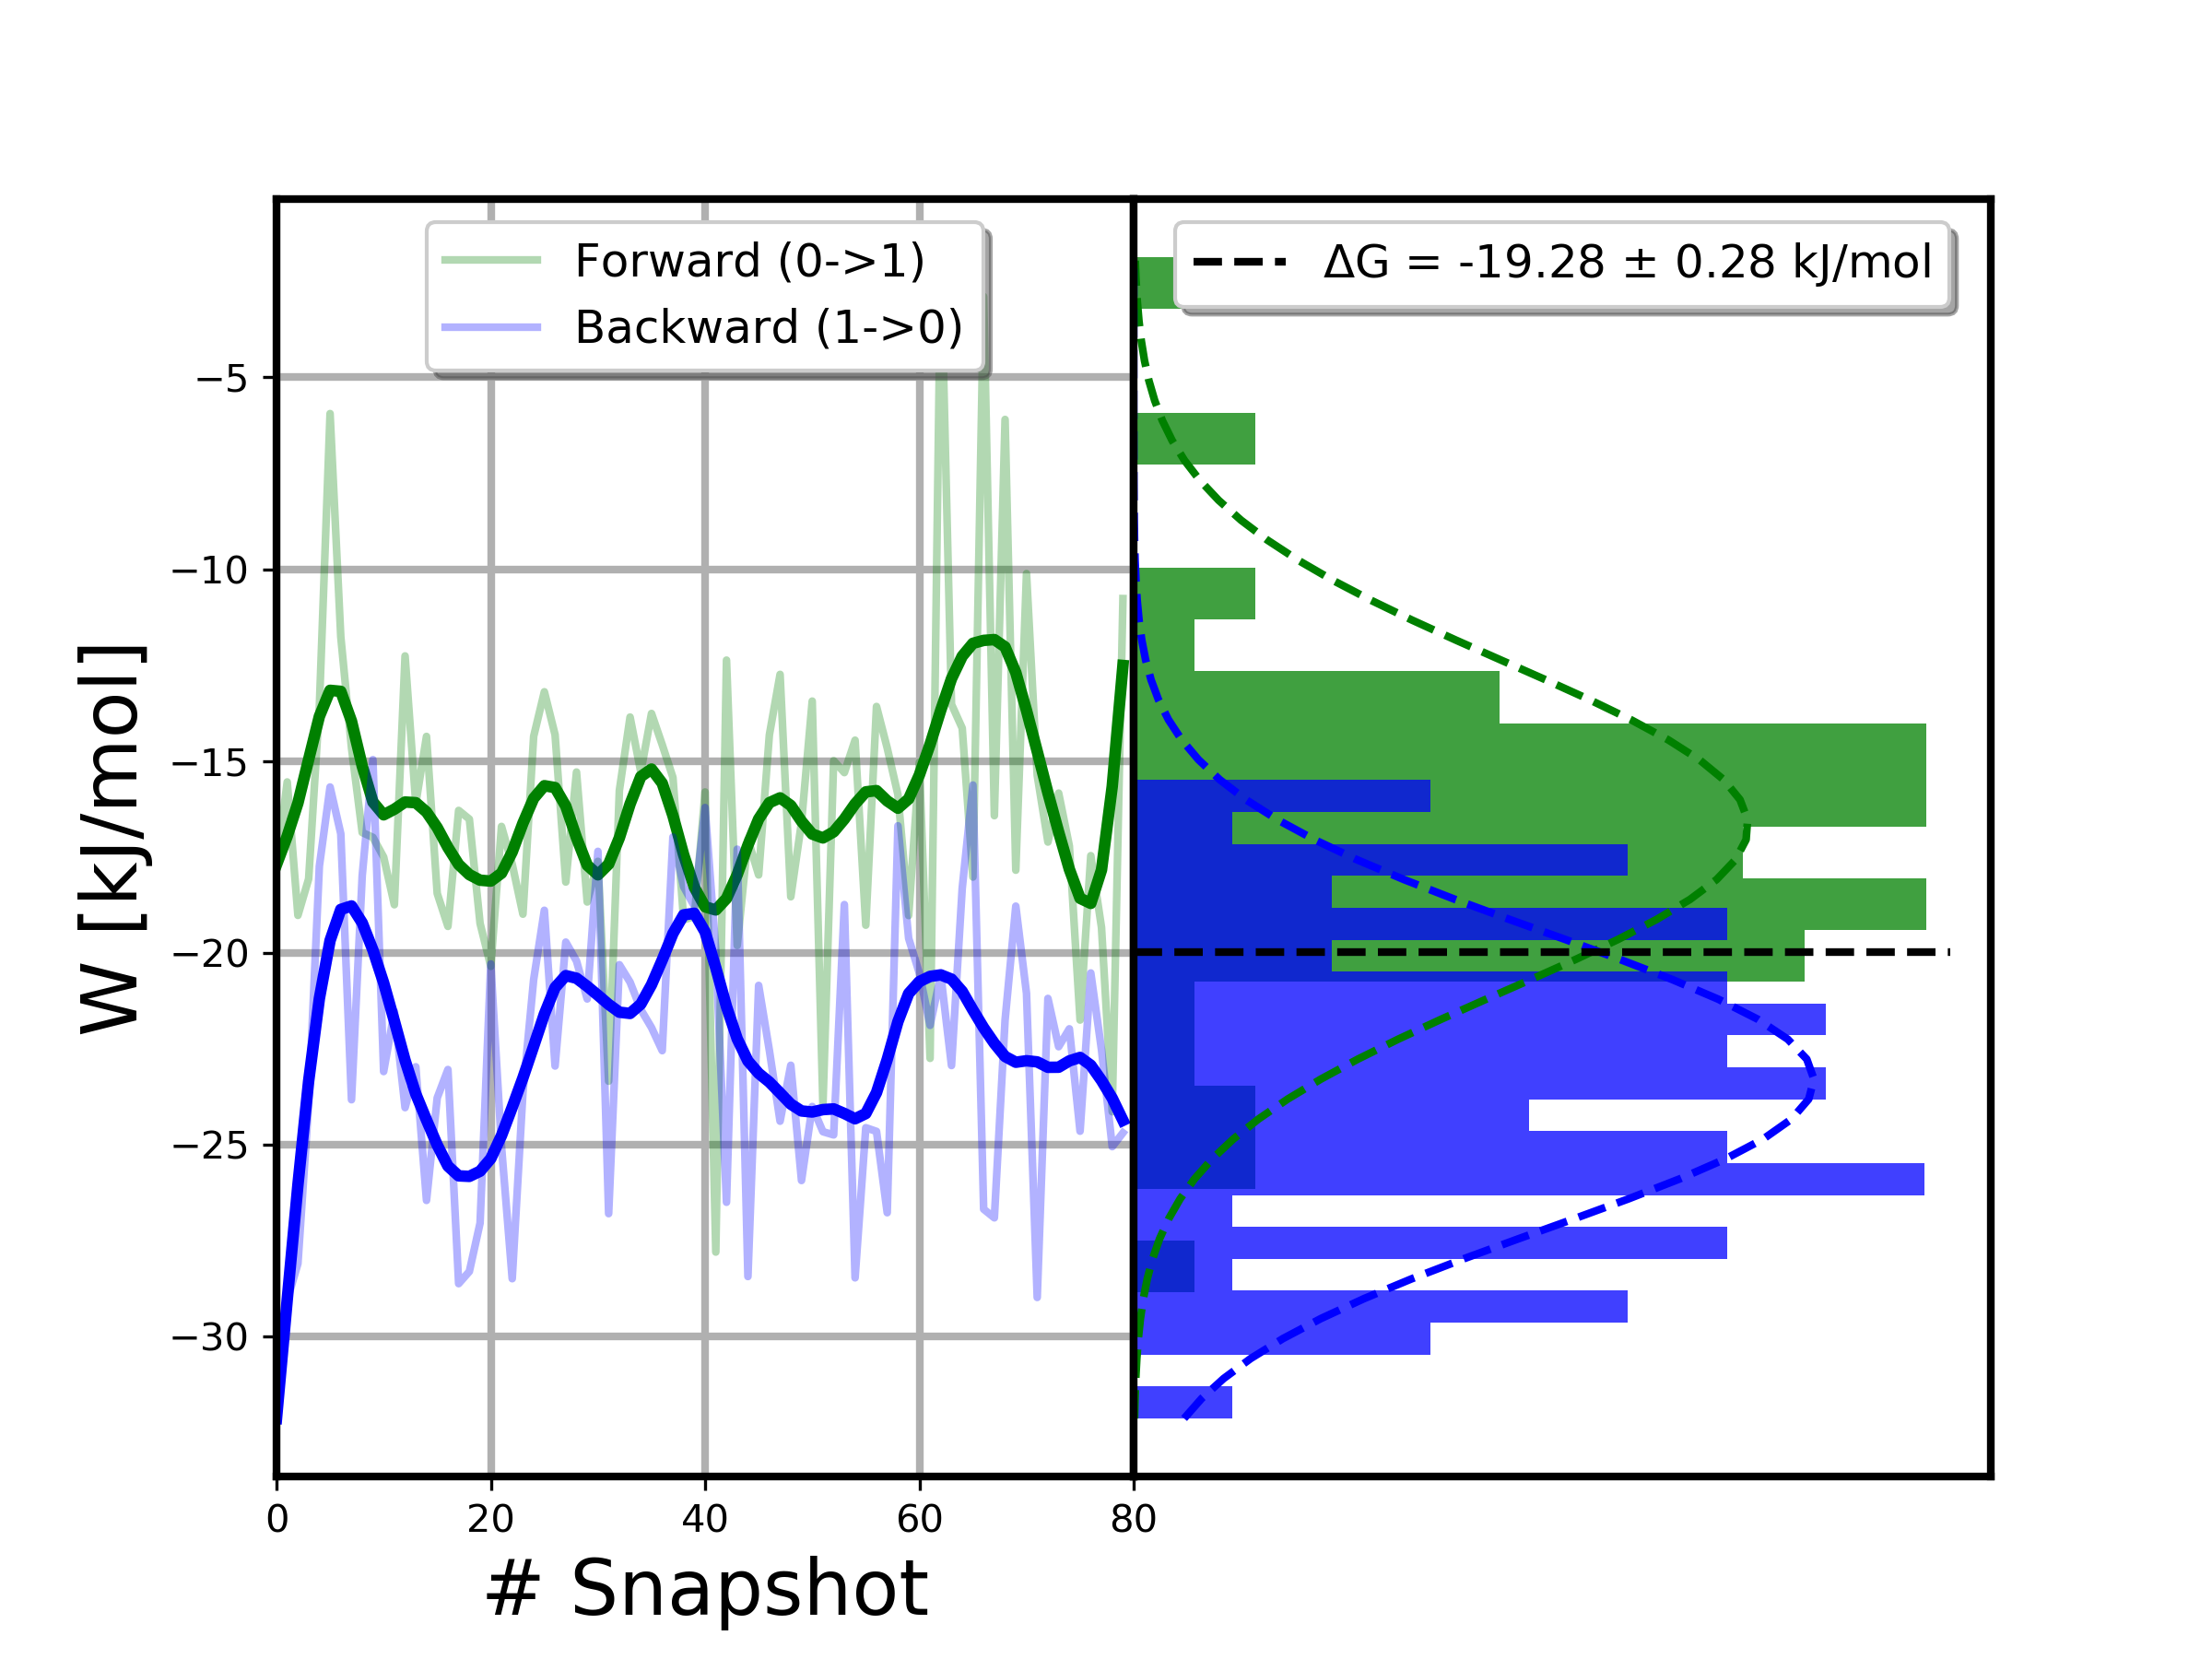 Forward (0->1)
Backward (1->0)
ΔG = -19.28 ± 0.28 kJ/mol
−5
−10
−15
−20
−25
−30
W [kJ/mol]
0 20 40 60 80
# Snapshot